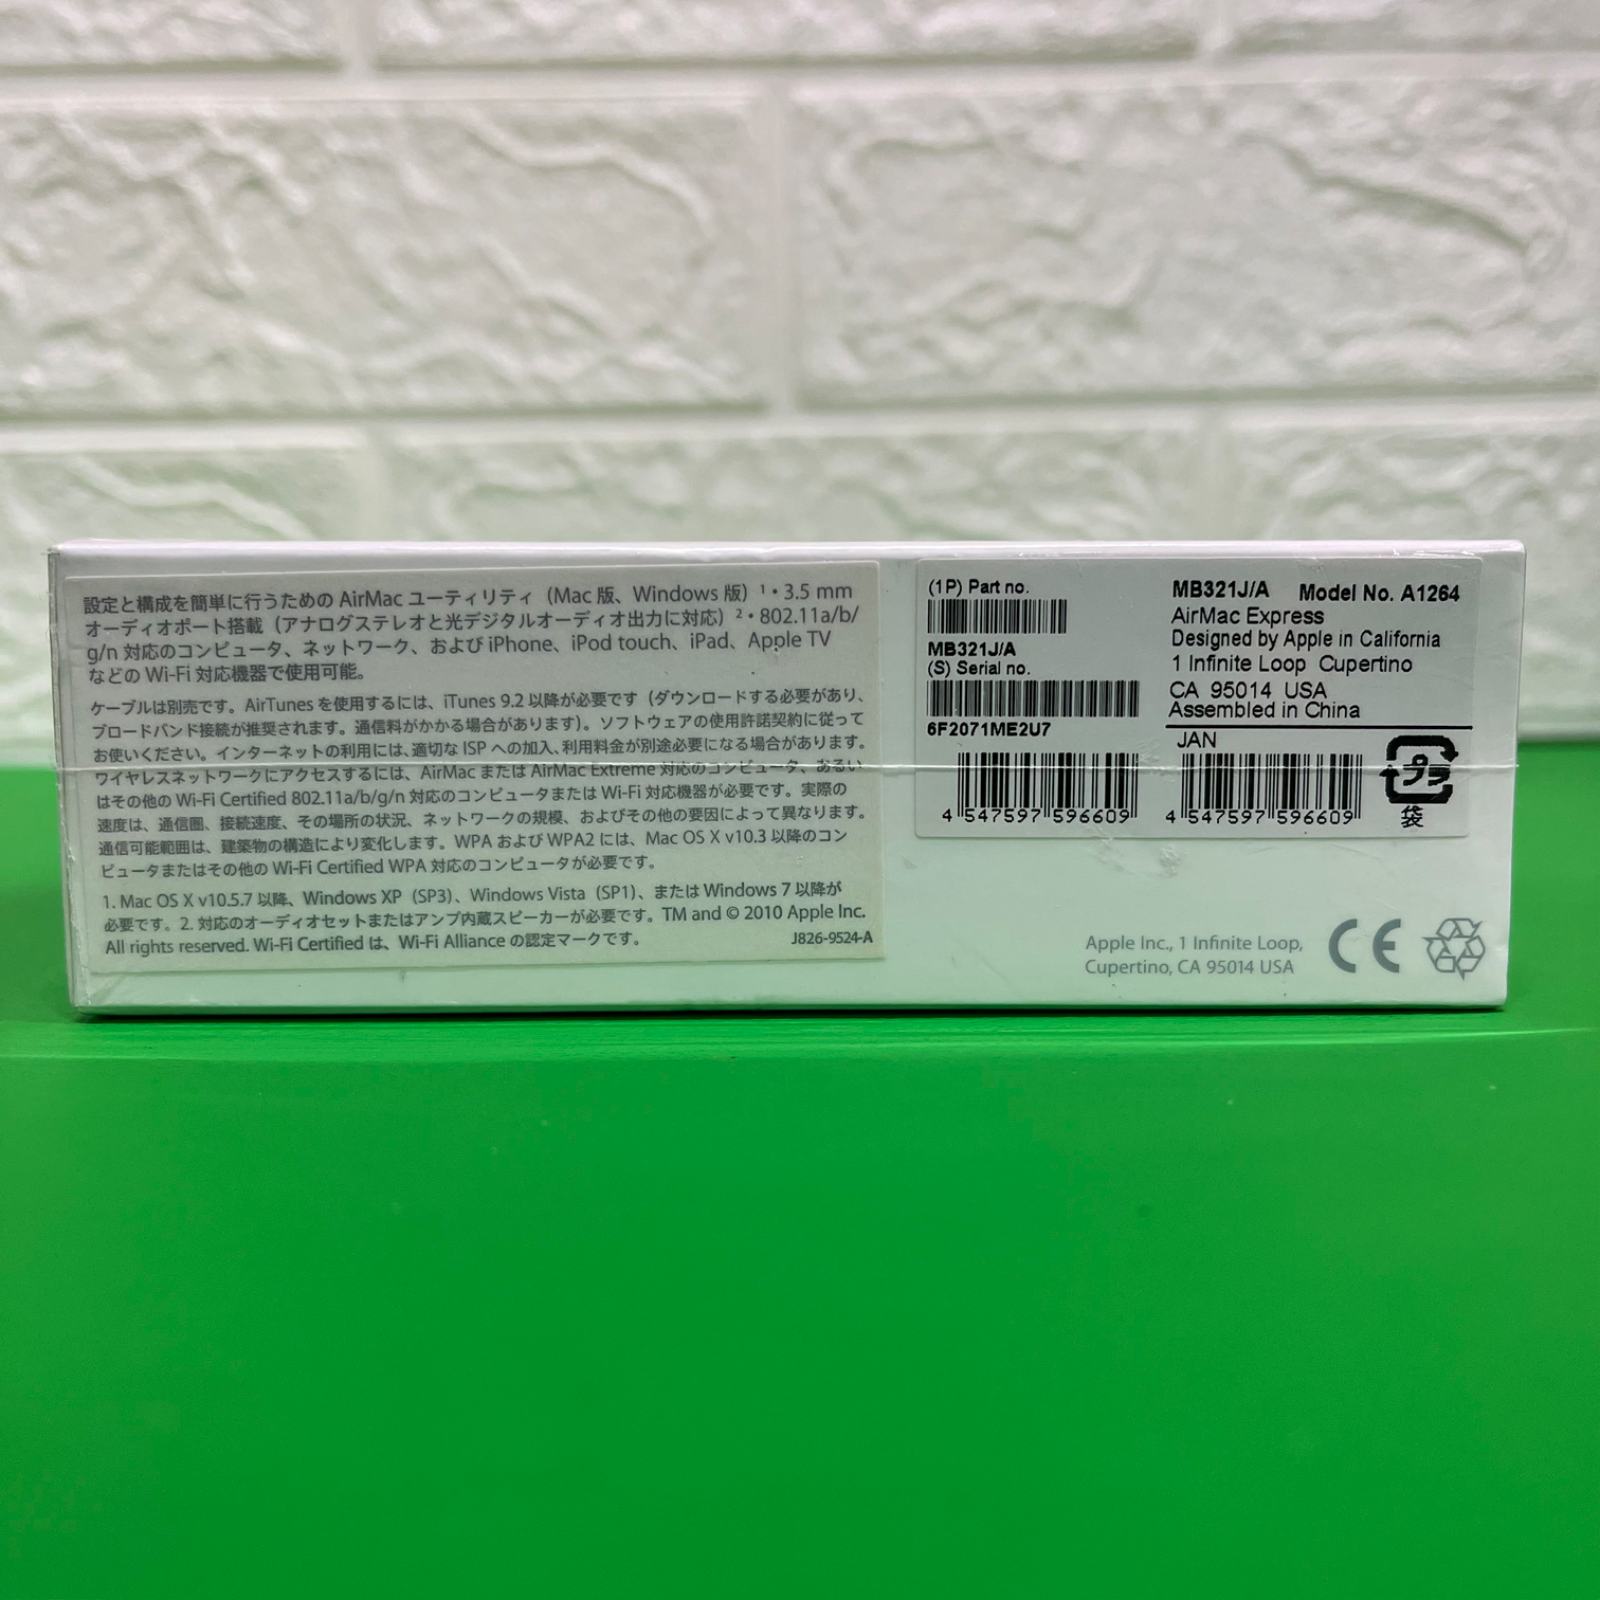 設定と構成を簡単に行うための AirMac ユーティリティ（Mac 版、Windows 版）¹・3.5 mm
オーディオポート搭載（アナログステレオと光デジタルオーディオ出力に対応）²・802.11a/b/
g/n 対応のコンピュータ、ネットワーク、および iPhone、iPod touch、iPad、Apple TV
などの Wi-Fi 対応機器で使用可能。
ケーブルは別売です。AirTunes を使用するには、iTunes 9.2 以降が必要です（ダウンロードする必要があり、
ブロードバンド接続が推奨されます。通信料がかかる場合があります）。ソフトウェアの使用許諾契約に従って
お使いください。インターネットの利用には、適切な ISP への加入、利用料金が別途必要になる場合があります。
ワイヤレスネットワークにアクセスするには、AirMac または AirMac Extreme 対応のコンピュータ、あるい
はその他の Wi-Fi Certified 802.11a/b/g/n 対応のコンピュータまたは Wi-Fi 対応機器が必要です。実際の
速度は、通信圏、接続速度、その場所の状況、ネットワークの規模、およびその他の要因によって異なります。
通信可能範囲は、建築物の構造により変化します。WPA および WPA2 には、Mac OS X v10.3 以降のコン
ピュータまたはその他の Wi-Fi Certified WPA 対応のコンピュータが必要です。
1. Mac OS X v10.5.7 以降、Windows XP（SP3）、Windows Vista（SP1）、または Windows 7 以降が
必要です。2. 対応のオーディオセットまたはアンプ内蔵スピーカーが必要です。TM and © 2010 Apple Inc.
All rights reserved. Wi-Fi Certified は、Wi-Fi Alliance の認定マークです。
J826-9524-A
(1P) Part no.
MB321J/A
(S) Serial no.
6F2071ME2U7
4 547597 596609
MB321J/A Model No. A1264
AirMac Express
Designed by Apple in California
1 Infinite Loop Cupertino
CA 95014 USA
Assembled in China
JAN
4 547597 596609
プラ
袋
Apple Inc., 1 Infinite Loop,
Cupertino, CA 95014 USA
CE